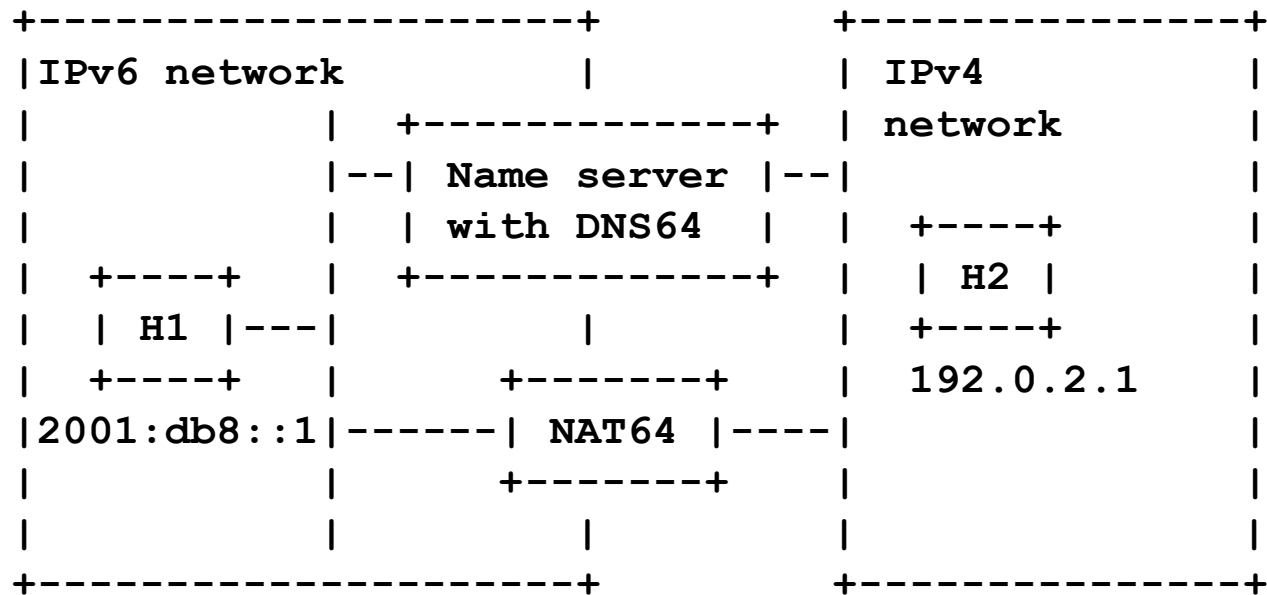 +---------------------+ +---------------+
|IPv6 network | | IPv4 |
| | +-------------+ | network |
| |--| Name server |--| |
| | | with DNS64 | | +----+ |
| +----+ | +-------------+ | | H2 | |
| | H1 |---| | | +----+ |
| +----+ | +-------+ | 192.0.2.1 |
|2001:db8::1|------| NAT64 |----| |
| | +-------+ | |
| | | | |
+---------------------+ +---------------+